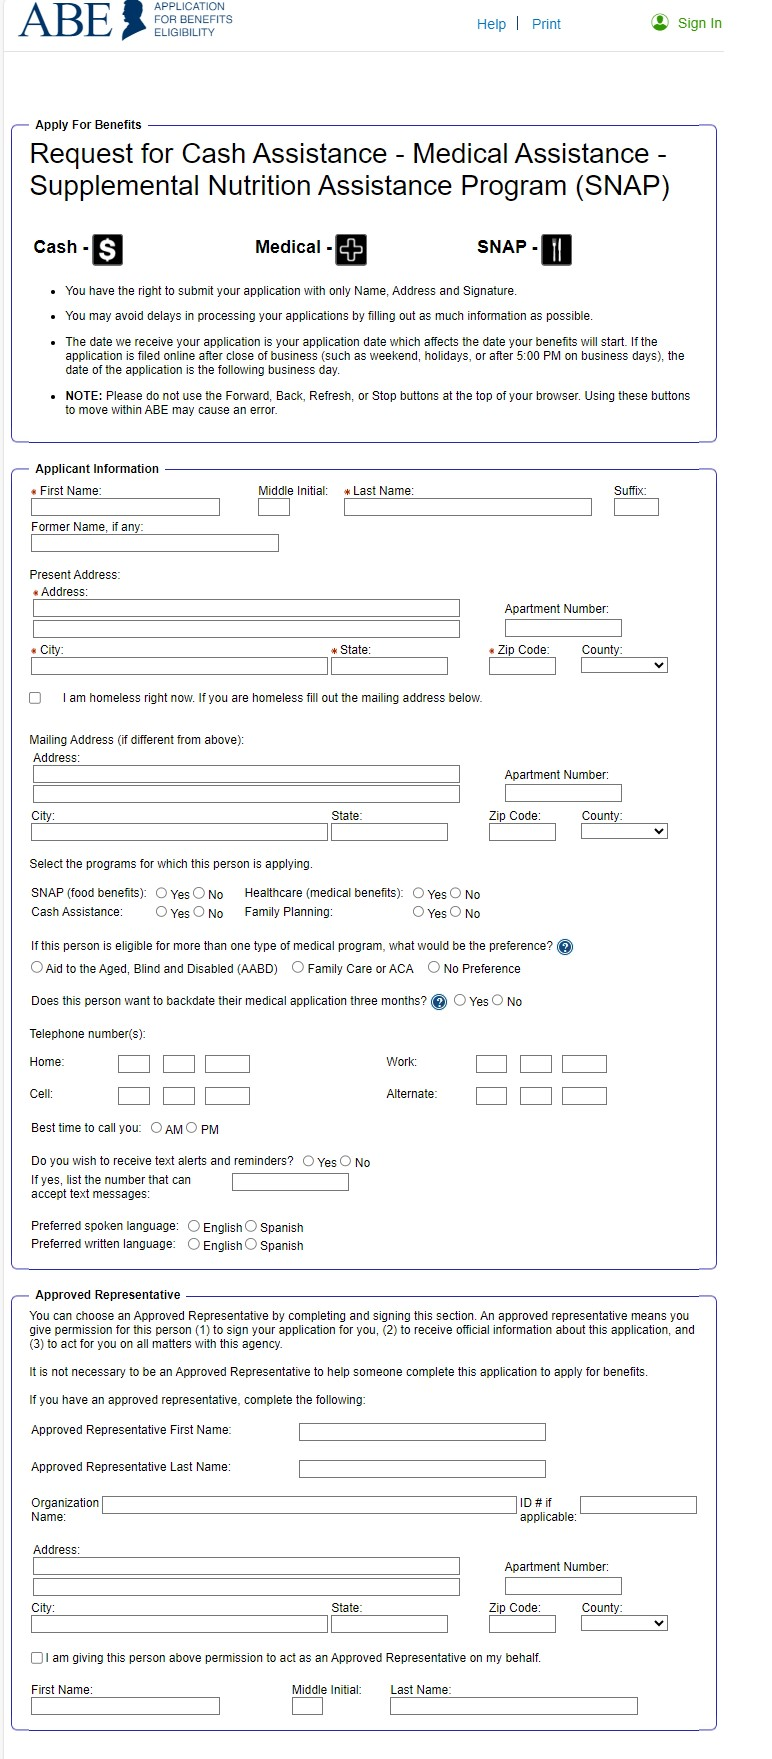 ABE APPLICATION
FOR BENEFITS
ELIGIBILITY
Help | Print
Sign In
Apply For Benefits
Request for Cash Assistance - Medical Assistance -
Supplemental Nutrition Assistance Program (SNAP)
Cash - $ Medical - SNAP -
• You have the right to submit your application with only Name, Address and Signature.
• You may avoid delays in processing your applications by filling out as much information as possible.
• The date we receive your application is your application date which affects the date your benefits will start. If the
application is filed online after close of business (such as weekend, holidays, or after 5:00 PM on business days), the
date of the application is the following business day.
• NOTE: Please do not use the Forward, Back, Refresh, or Stop buttons at the top of your browser. Using these buttons
to move within ABE may cause an error.
Applicant Information
* First Name: Middle Initial: * Last Name: Suffix:
Former Name, if any:
Present Address:
* Address:
Apartment Number:
* City: * State: * Zip Code: County:
I am homeless right now. If you are homeless fill out the mailing address below.
Mailing Address (if different from above):
Address:
Apartment Number:
City: State: Zip Code: County:
Select the programs for which this person is applying.
SNAP (food benefits): Yes No Healthcare (medical benefits): Yes No
Cash Assistance: Yes No Family Planning: Yes No
If this person is eligible for more than one type of medical program, what would be the preference? ?
Aid to the Aged, Blind and Disabled (AABD) Family Care or ACA No Preference
Does this person want to backdate their medical application three months? ? Yes No
Telephone number(s):
Home: Work:
Cell: Alternate:
Best time to call you: AM PM
Do you wish to receive text alerts and reminders? Yes No
If yes, list the number that can
accept text messages:
Preferred spoken language: English Spanish
Preferred written language: English Spanish
Approved Representative
You can choose an Approved Representative by completing and signing this section. An approved representative means you
give permission for this person (1) to sign your application for you, (2) to receive official information about this application, and
(3) to act for you on all matters with this agency.
It is not necessary to be an Approved Representative to help someone complete this application to apply for benefits.
If you have an approved representative, complete the following:
Approved Representative First Name:
Approved Representative Last Name:
Organization ID # if
Name: applicable:
Address:
Apartment Number:
City: State: Zip Code: County:
I am giving this person above permission to act as an Approved Representative on my behalf.
First Name: Middle Initial: Last Name: